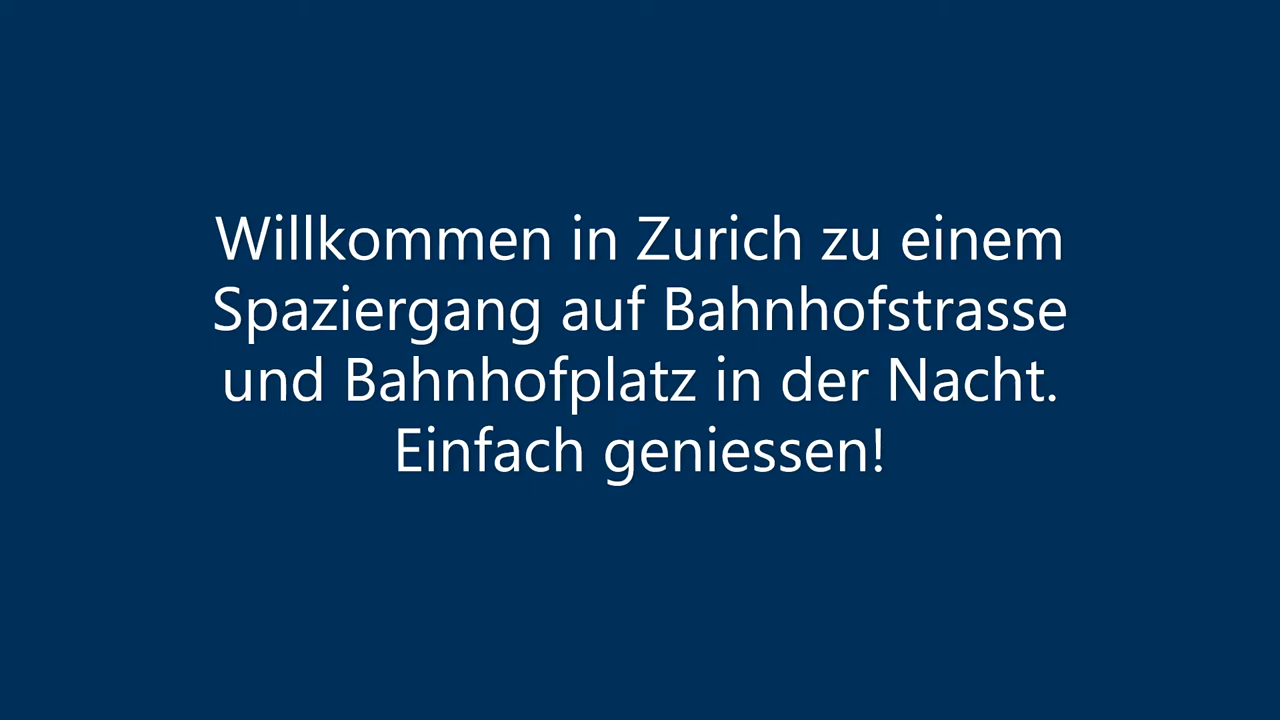 Willkommen in Zurich zu einem
Spaziergang auf Bahnhofstrasse
und Bahnhofplatz in der Nacht.
Einfach geniessen!